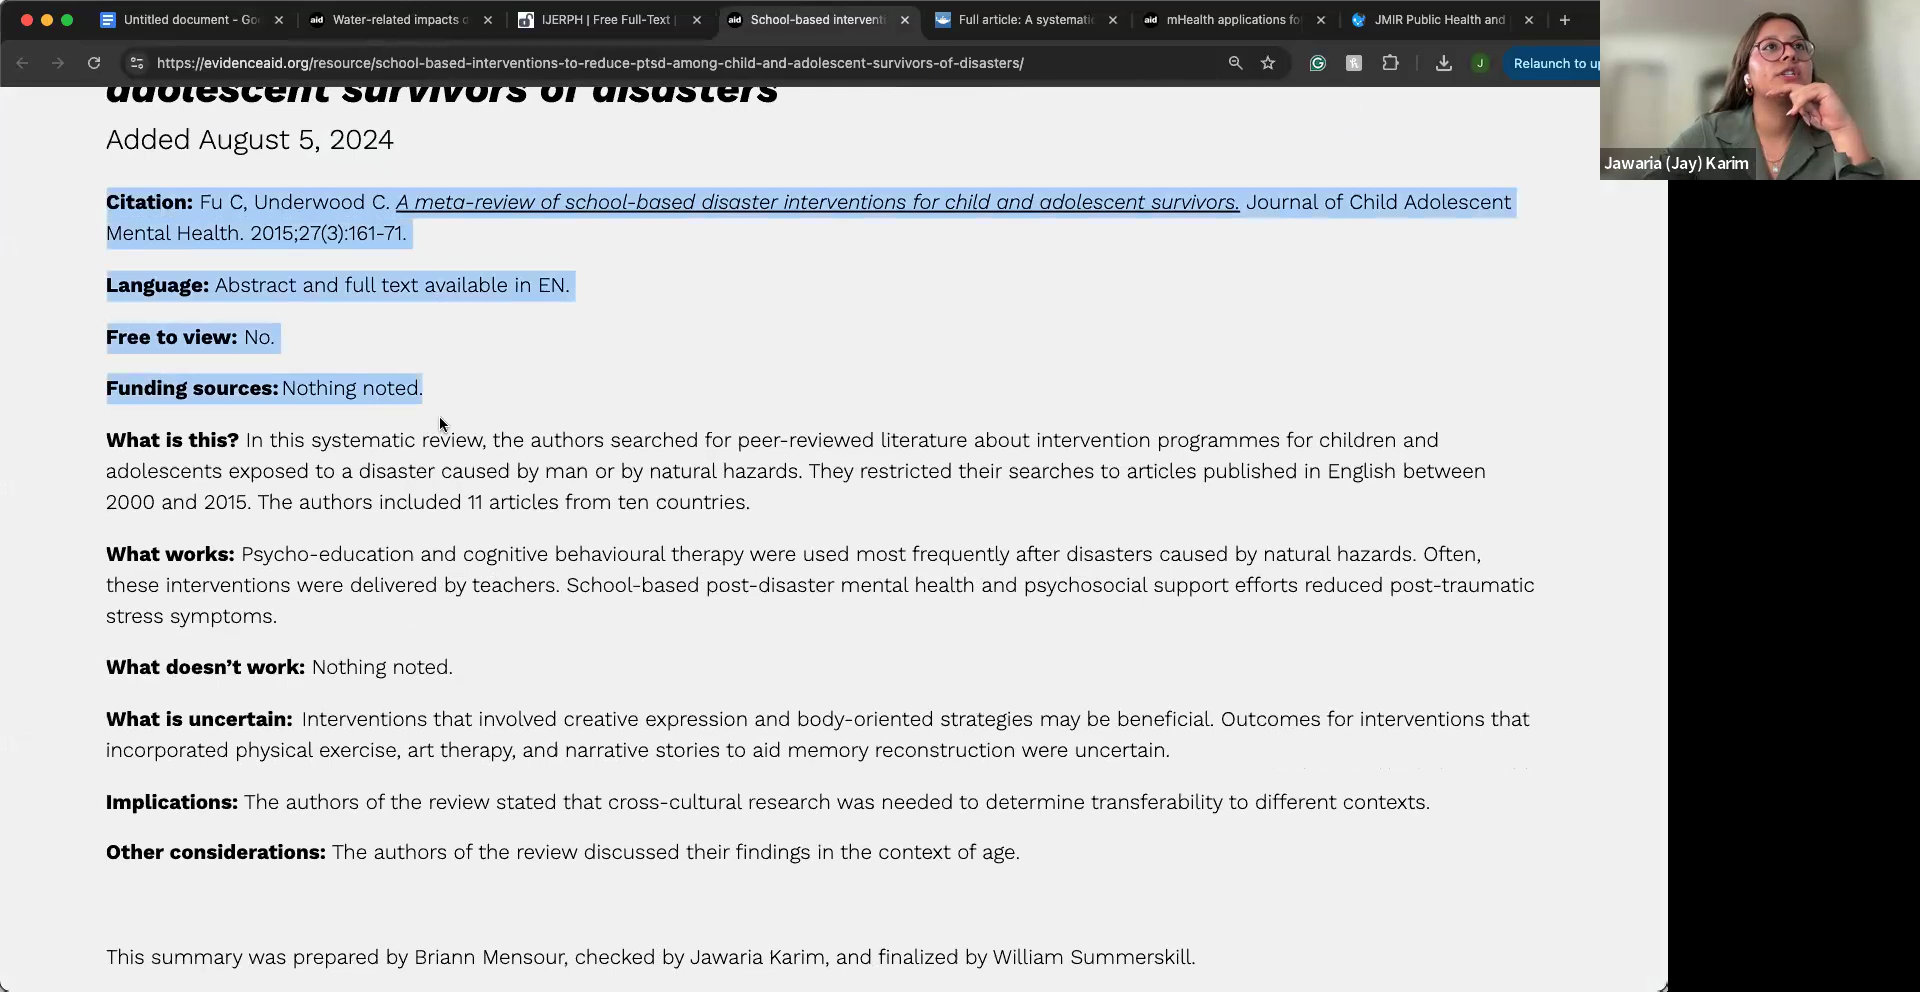 Untitled document - Go
Water-related impacts o
IJERPH | Free Full-Text |
School-based interventi
Full article: A systemati
mHealth applications fo
JMIR Public Health and
https://evidenceaid.org/resource/school-based-interventions-to-reduce-ptsd-among-child-and-adolescent-survivors-of-disasters/
J
Relaunch to up
Jawaria (Jay) Karim
adolescent survivors of disasters
Added August 5, 2024
Citation: Fu C, Underwood C. A meta-review of school-based disaster interventions for child and adolescent survivors. Journal of Child Adolescent
Mental Health. 2015;27(3):161-71.
Language: Abstract and full text available in EN.
Free to view: No.
Funding sources: Nothing noted.
What is this? In this systematic review, the authors searched for peer-reviewed literature about intervention programmes for children and
adolescents exposed to a disaster caused by man or by natural hazards. They restricted their searches to articles published in English between
2000 and 2015. The authors included 11 articles from ten countries.
What works: Psycho-education and cognitive behavioural therapy were used most frequently after disasters caused by natural hazards. Often,
these interventions were delivered by teachers. School-based post-disaster mental health and psychosocial support efforts reduced post-traumatic
stress symptoms.
What doesn’t work: Nothing noted.
What is uncertain: Interventions that involved creative expression and body-oriented strategies may be beneficial. Outcomes for interventions that
incorporated physical exercise, art therapy, and narrative stories to aid memory reconstruction were uncertain.
Implications: The authors of the review stated that cross-cultural research was needed to determine transferability to different contexts.
Other considerations: The authors of the review discussed their findings in the context of age.
This summary was prepared by Briann Mensour, checked by Jawaria Karim, and finalized by William Summerskill.